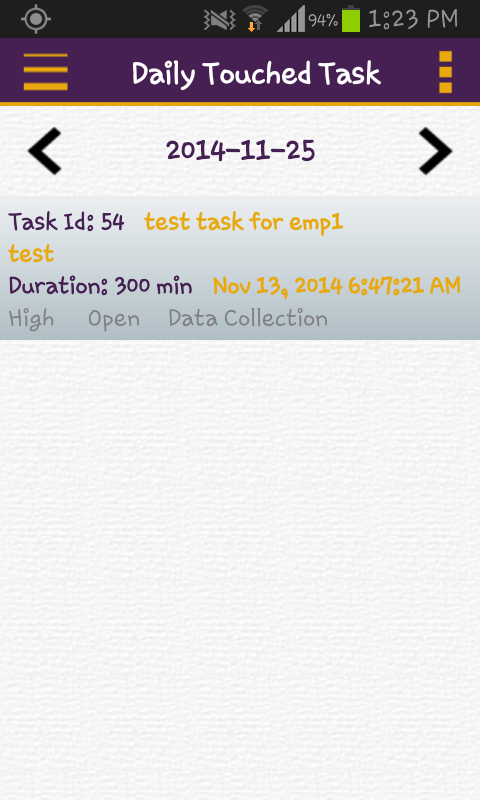 94% 1:23 PM
Daily Touched Task
2014-11-25
Task Id: 54 test task for emp1
test
Duration: 300 min Nov 13, 2014 6:47:21 AM
High Open Data Collection